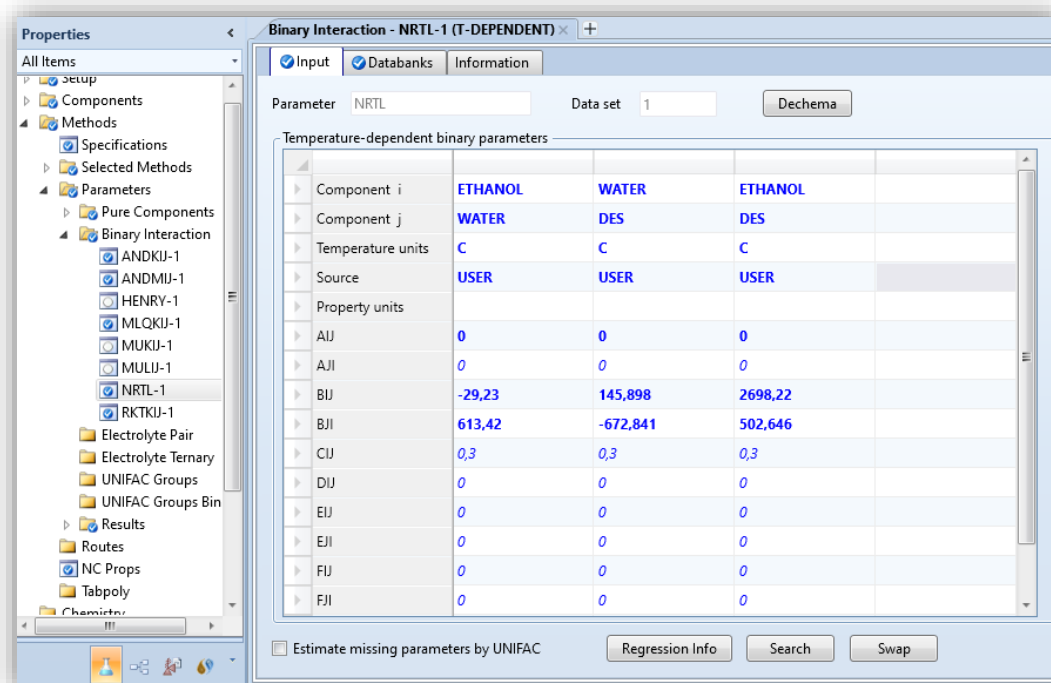 Properties
All Items
Setup
Components
Methods
Specifications
Selected Methods
Parameters
Pure Components
Binary Interaction
ANDKIJ-1
ANDMIJ-1
HENRY-1
MLQKIJ-1
MUKIJ-1
MULIJ-1
NRTL-1
RKTKIJ-1
Electrolyte Pair
Electrolyte Ternary
UNIFAC Groups
UNIFAC Groups Bin
Results
Routes
NC Props
Tabpoly
Chemistry
Binary Interaction - NRTL-1 (T-DEPENDENT)
Input Databanks Information
Parameter NRTL Data set 1 Dechema
Temperature-dependent binary parameters
Component i ETHANOL WATER ETHANOL
Component j WATER DES DES
Temperature units C C C
Source USER USER USER
Property units
AIJ 0 0 0
AJI 0 0 0
BIJ -29,23 145,898 2698,22
BJI 613,42 -672,841 502,646
CIJ 0,3 0,3 0,3
DIJ 0 0 0
EIJ 0 0 0
EJI 0 0 0
FIJ 0 0 0
FJI 0 0 0
Estimate missing parameters by UNIFAC Regression Info Search Swap